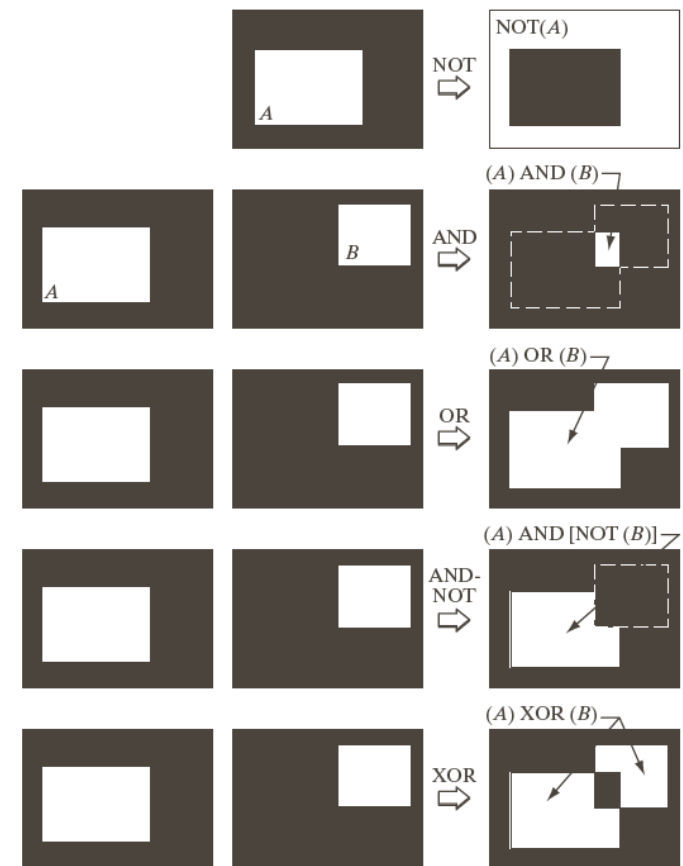 NOT(A)
NOT
A
(A) AND (B)
AND
B
A
(A) OR (B)
OR
(A) AND [NOT (B)]
AND-
NOT
(A) XOR (B)
XOR